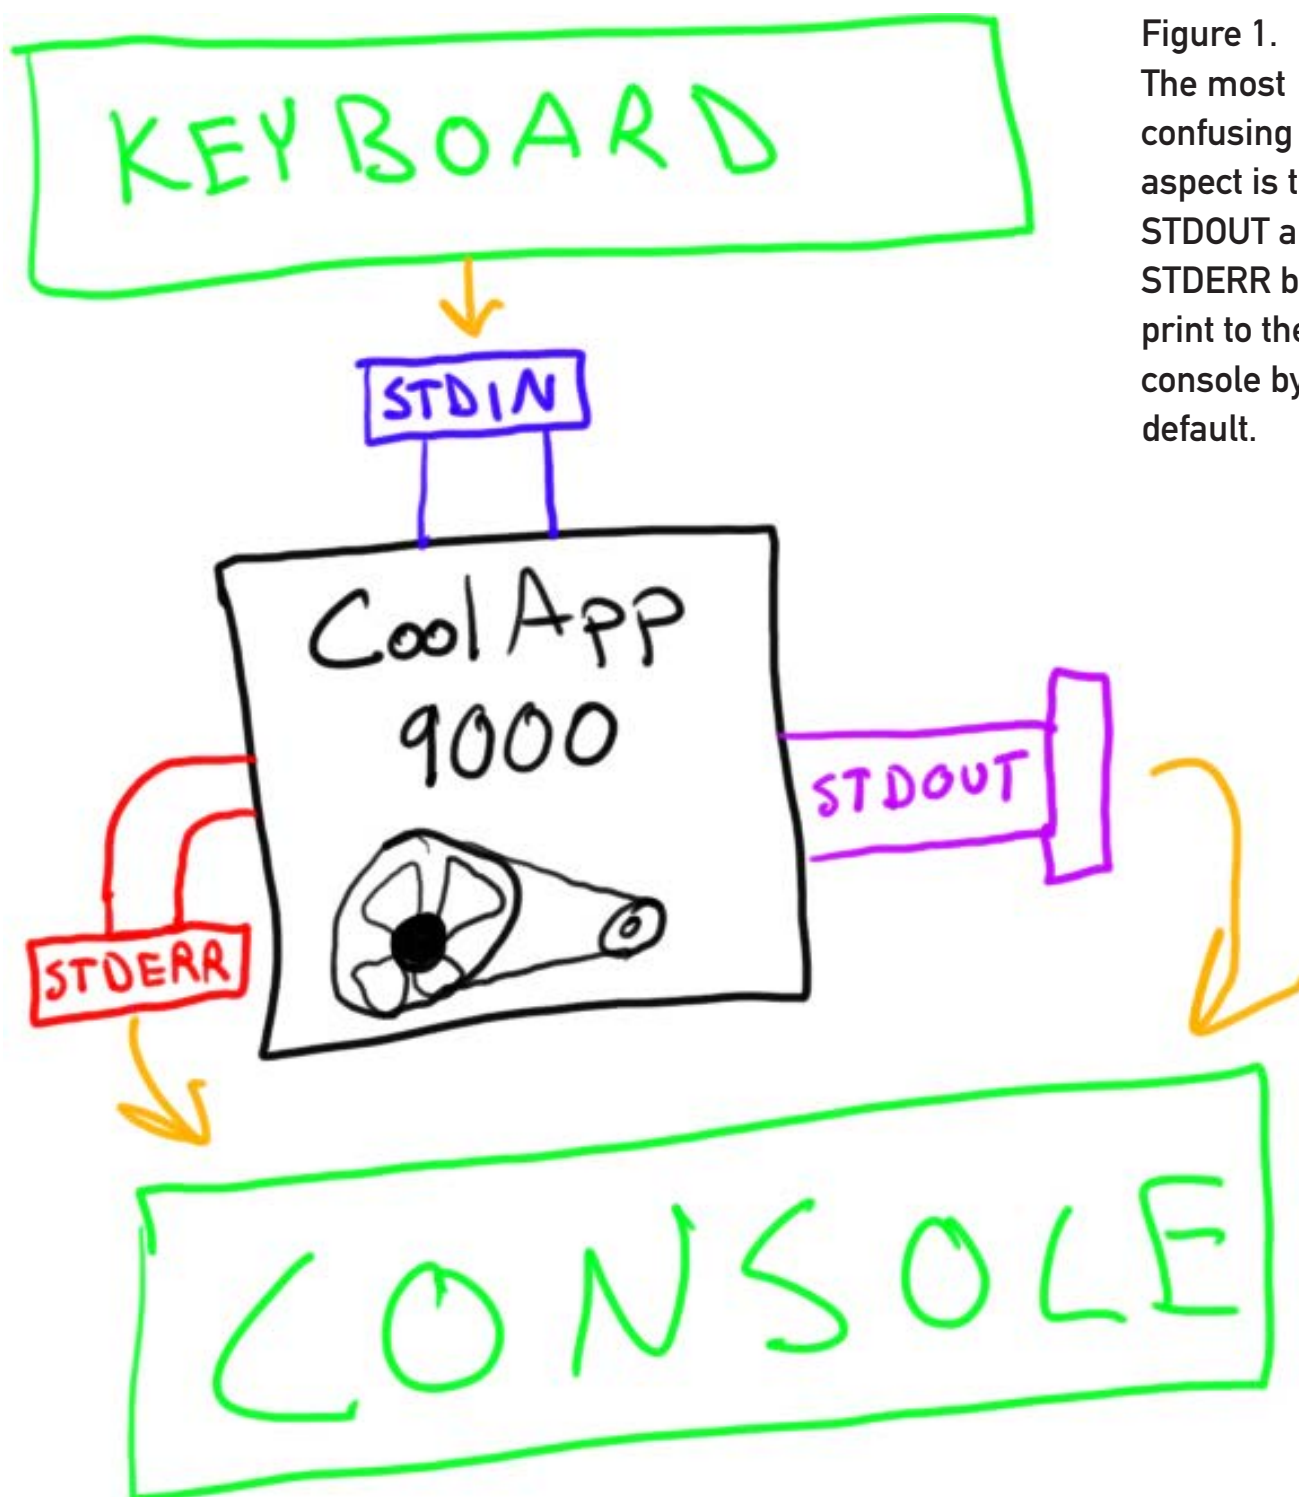 Figure 1.
The most
confusing
aspect is t
STDOUT a
STDERR b
print to the
console by
default.
KEYBOARD
STDIN
Cool App
9000
STDOUT
STDERR
CONSOLE